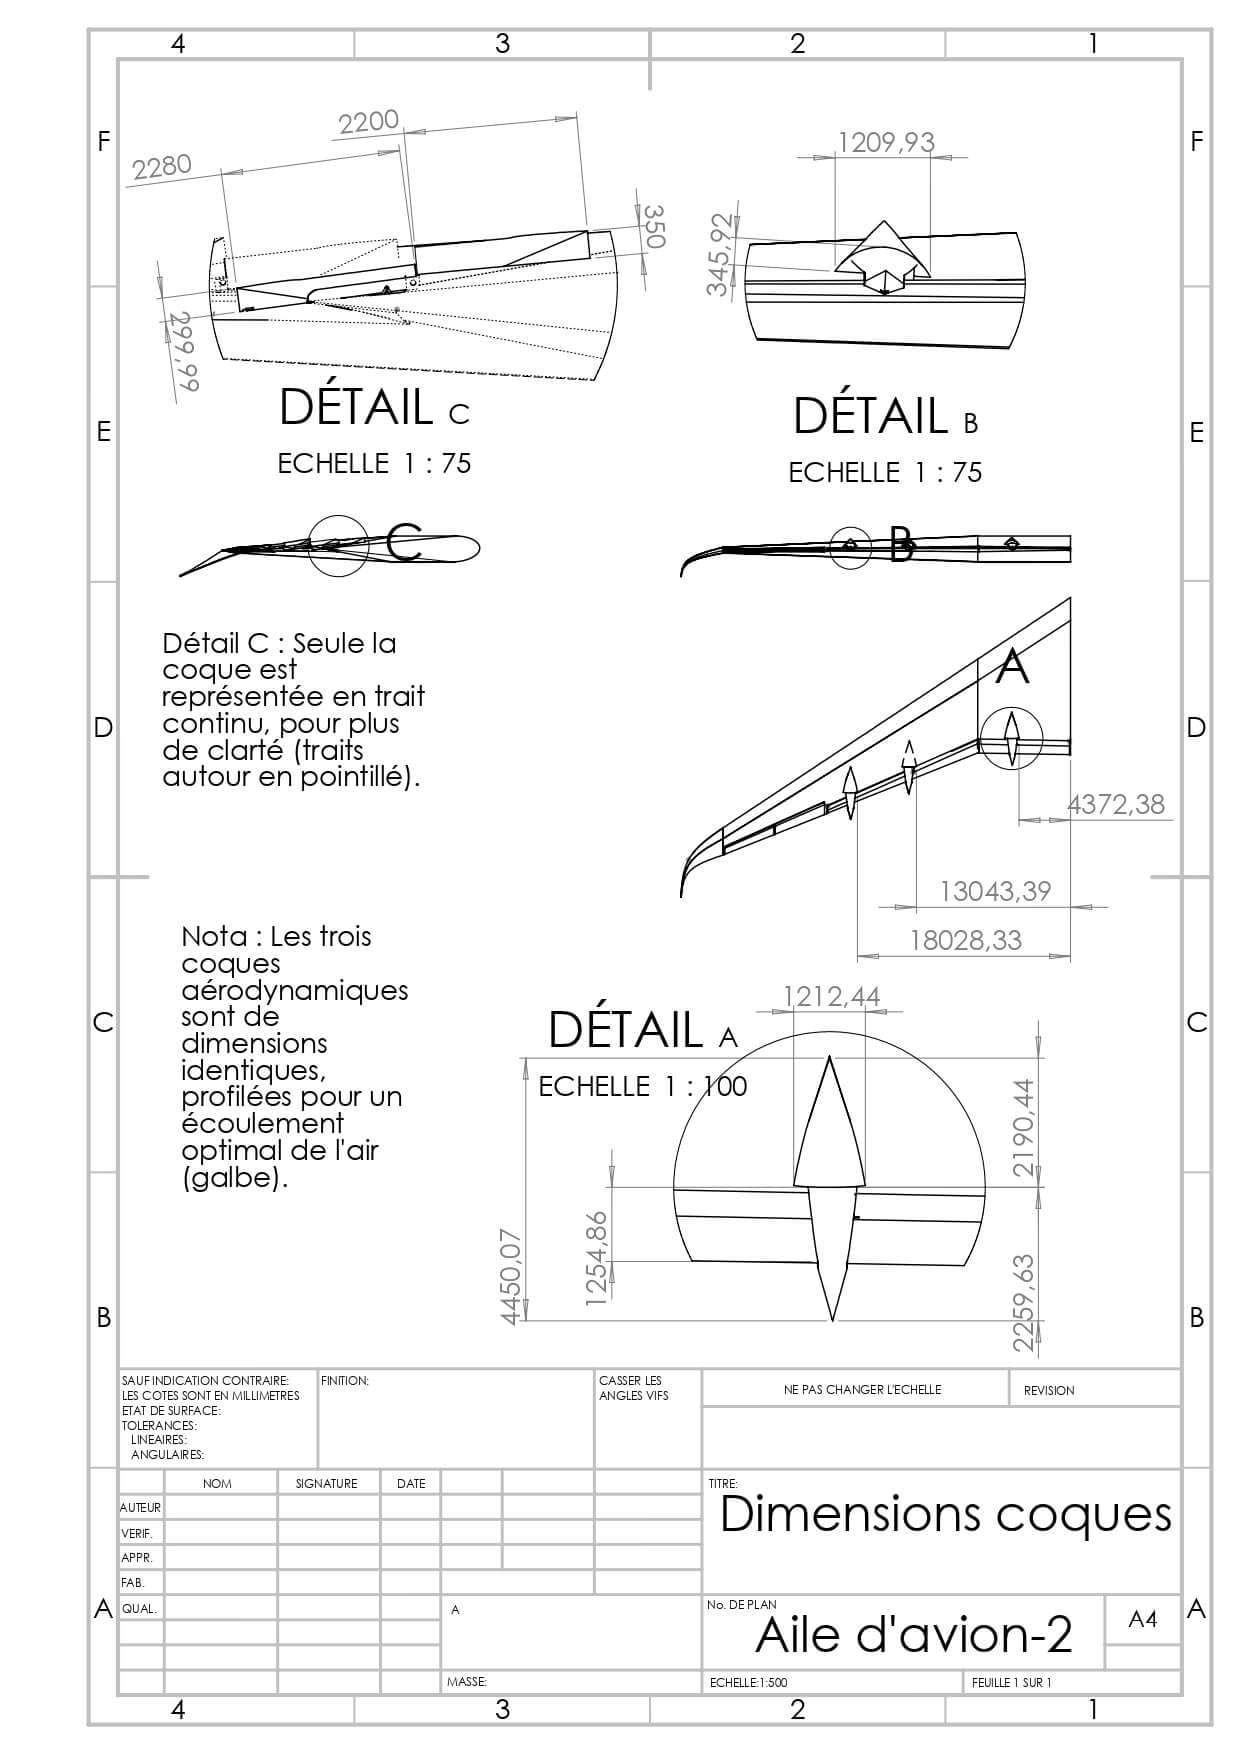 4 3 2 1
F F
2280
2200
350
299,99
1209,93
345,92
DÉTAIL C
ECHELLE 1 : 75
DÉTAIL B
ECHELLE 1 : 75
E E
C
B
Détail C : Seule la
coque est
représentée en trait
continu, pour plus
de clarté (traits
autour en pointillé).
A
D D
4372,38
13043,39
18028,33
Nota : Les trois
coques
aérodynamiques
sont de
dimensions
identiques,
profilées pour un
écoulement
optimal de l'air
(galbe).
C C
DÉTAIL A
ECHELLE 1 : 100
1212,44
2190,44
4450,07
1254,86
2259,63
B B
SAUF INDICATION CONTRAIRE:
LES COTES SONT EN MILLIMETRES
ETAT DE SURFACE:
TOLERANCES:
LINEAIRES:
ANGULAIRES:
FINITION:
CASSER LES
ANGLES VIFS
NE PAS CHANGER L'ECHELLE
REVISION
NOM SIGNATURE DATE
AUTEUR
VERIF.
APPR.
FAB.
QUAL.
TITRE:
Dimensions coques
A
MASSE:
No. DE PLAN
Aile d'avion-2
A4
ECHELLE:1:500
FEUILLE 1 SUR 1
A A
4 3 2 1